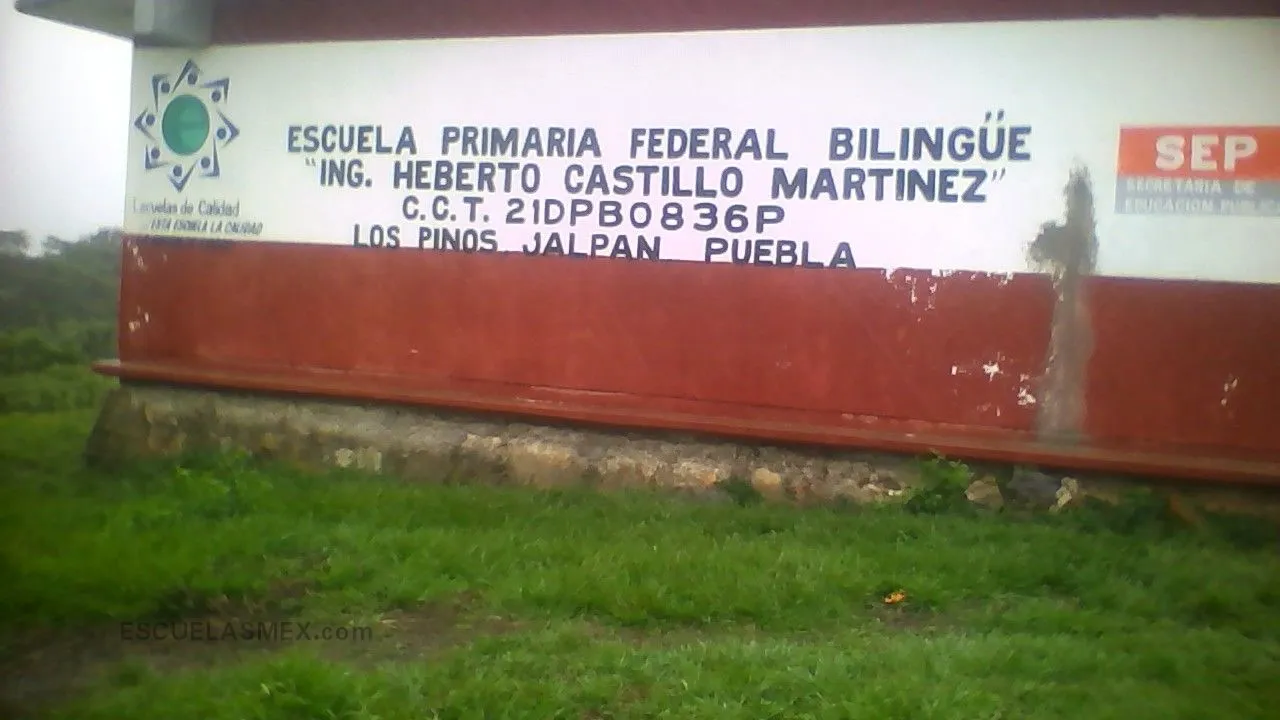 ESCUELA PRIMARIA FEDERAL BILINGÜE
"ING. HEBERTO CASTILLO MARTINEZ"
C.C.T. 21DPB0836P
LOS PINOS, JALPAN PUEBLA
e
Escuelas de Calidad
ESTA ESCUELA LA CALIDAD
SEP
SECRETARIA DE
EDUCACION PUBLICA
ESCUELASMEX.com